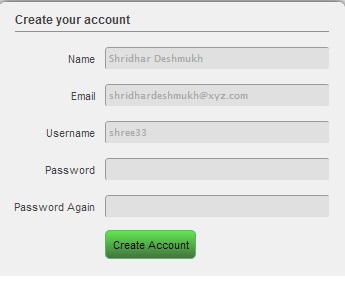 Create your account
Name Shridhar Deshmukh
Email shridhardeshmukh@xyz.com
Username shree33
Password
Password Again
Create Account